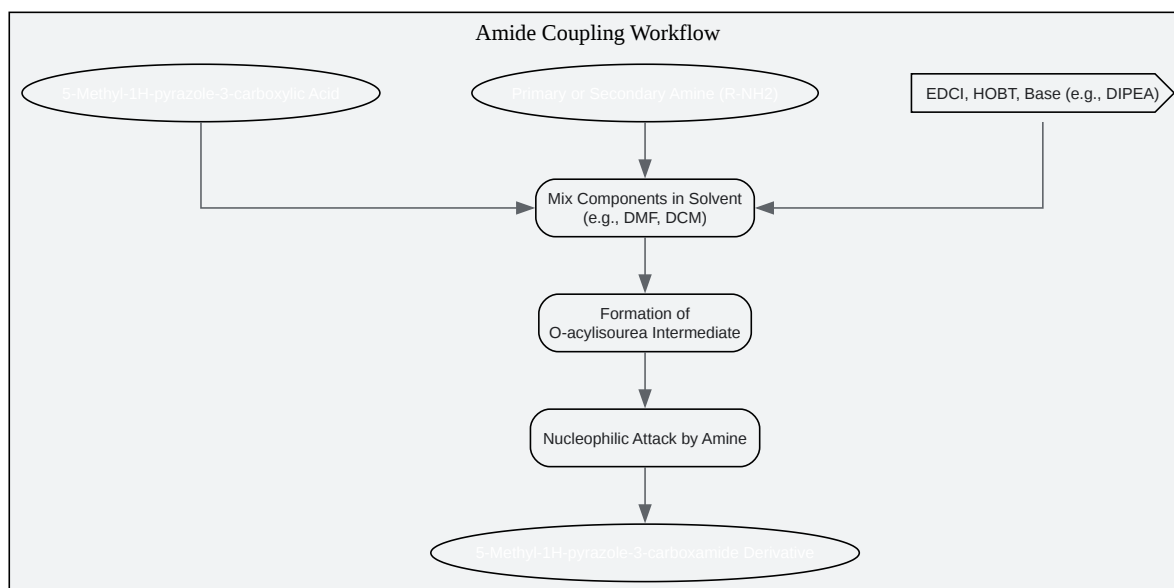 Amide Coupling Workflow
5-Methyl-1H-pyrazole-3-carboxylic Acid
Primary or Secondary Amine (R-NH2)
EDCI, HOBT, Base (e.g., DIPEA)
Mix Components in Solvent
(e.g., DMF, DCM)
Formation of
O-acylisourea Intermediate
Nucleophilic Attack by Amine
5-Methyl-1H-pyrazole-3-carboxamide Derivative